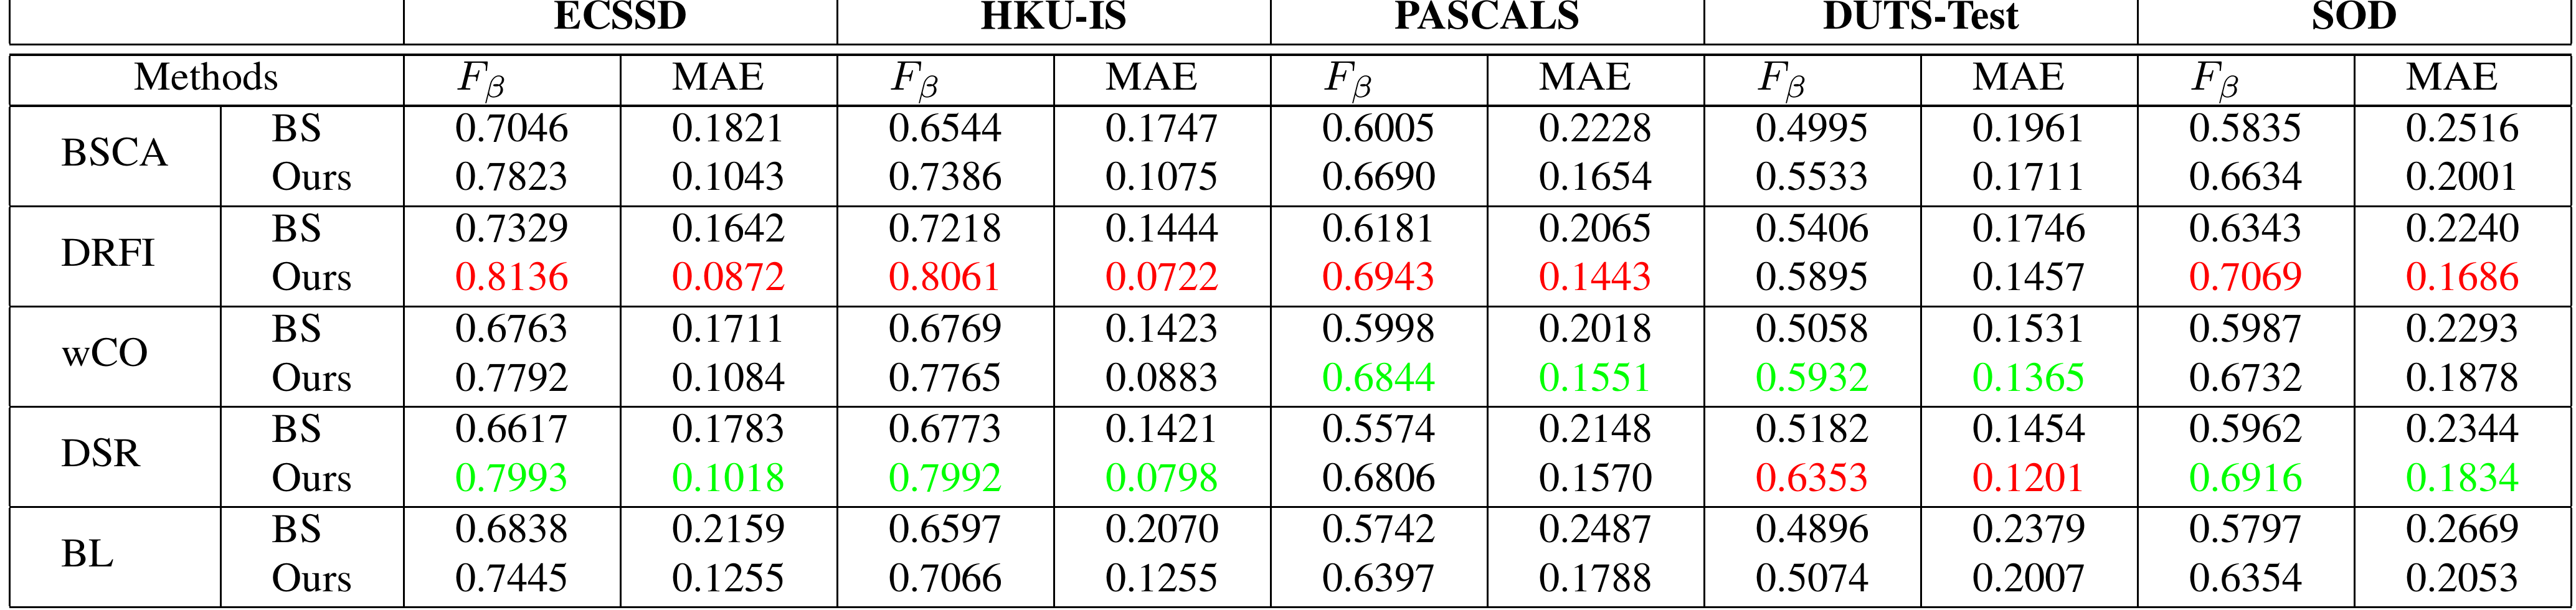 ECSSD HKU-IS PASCALS DUTS-Test SOD
Methods Fβ MAE Fβ MAE Fβ MAE Fβ MAE Fβ MAE
BSCA BS 0.7046 0.1821 0.6544 0.1747 0.6005 0.2228 0.4995 0.1961 0.5835 0.2516
Ours 0.7823 0.1043 0.7386 0.1075 0.6690 0.1654 0.5533 0.1711 0.6634 0.2001
DRFI BS 0.7329 0.1642 0.7218 0.1444 0.6181 0.2065 0.5406 0.1746 0.6343 0.2240
Ours 0.8136 0.0872 0.8061 0.0722 0.6943 0.1443 0.5895 0.1457 0.7069 0.1686
wCO BS 0.6763 0.1711 0.6769 0.1423 0.5998 0.2018 0.5058 0.1531 0.5987 0.2293
Ours 0.7792 0.1084 0.7765 0.0883 0.6844 0.1551 0.5932 0.1365 0.6732 0.1878
DSR BS 0.6617 0.1783 0.6773 0.1421 0.5574 0.2148 0.5182 0.1454 0.5962 0.2344
Ours 0.7993 0.1018 0.7992 0.0798 0.6806 0.1570 0.6353 0.1201 0.6916 0.1834
BL BS 0.6838 0.2159 0.6597 0.2070 0.5742 0.2487 0.4896 0.2379 0.5797 0.2669
Ours 0.7445 0.1255 0.7066 0.1255 0.6397 0.1788 0.5074 0.2007 0.6354 0.2053